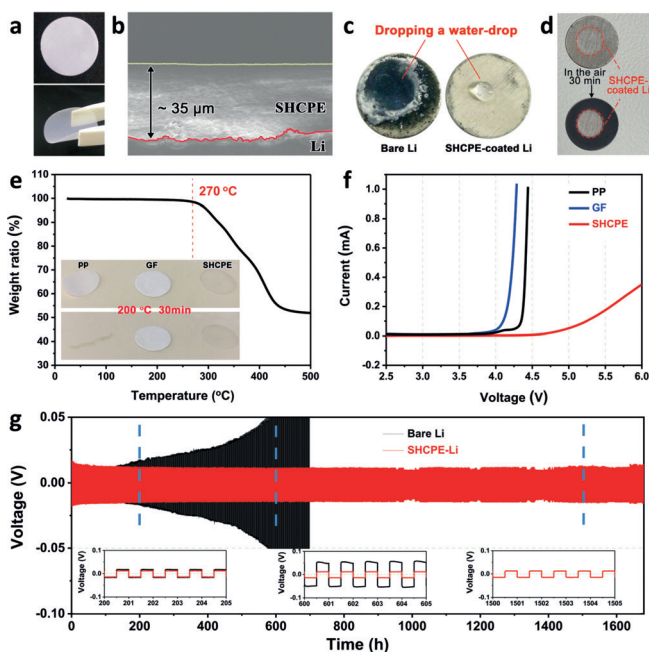 a
b
~ 35 µm
SHCPE
Li
c
Dropping a water-drop
Bare Li
SHCPE-coated Li
d
In the air
30 min
SHCPE-
coated Li
e
Weight ratio (%)
110
100
90
80
70
60
50
40
30
270 °C
PP
GF
SHCPE
200 °C 30min
0
100
200
300
400
500
Temperature (°C)
f
Current (mA)
1.0
0.8
0.6
0.4
0.2
0.0
-0.2
PP
GF
SHCPE
2.5
3.0
3.5
4.0
4.5
5.0
5.5
6.0
Voltage (V)
g
Voltage (V)
0.05
0.00
-0.05
-0.10
Bare Li
SHCPE-Li
Voltage (V)
0.1
0.0
-0.1
200 201 202 203 204 205
Voltage (V)
0.1
0.0
-0.1
600 601 602 603 604 605
Voltage (V)
0.1
0.0
-0.1
1500 1501 1502 1503 1504 1505
0 200 400 600 800 1000 1200 1400 1600
Time (h)